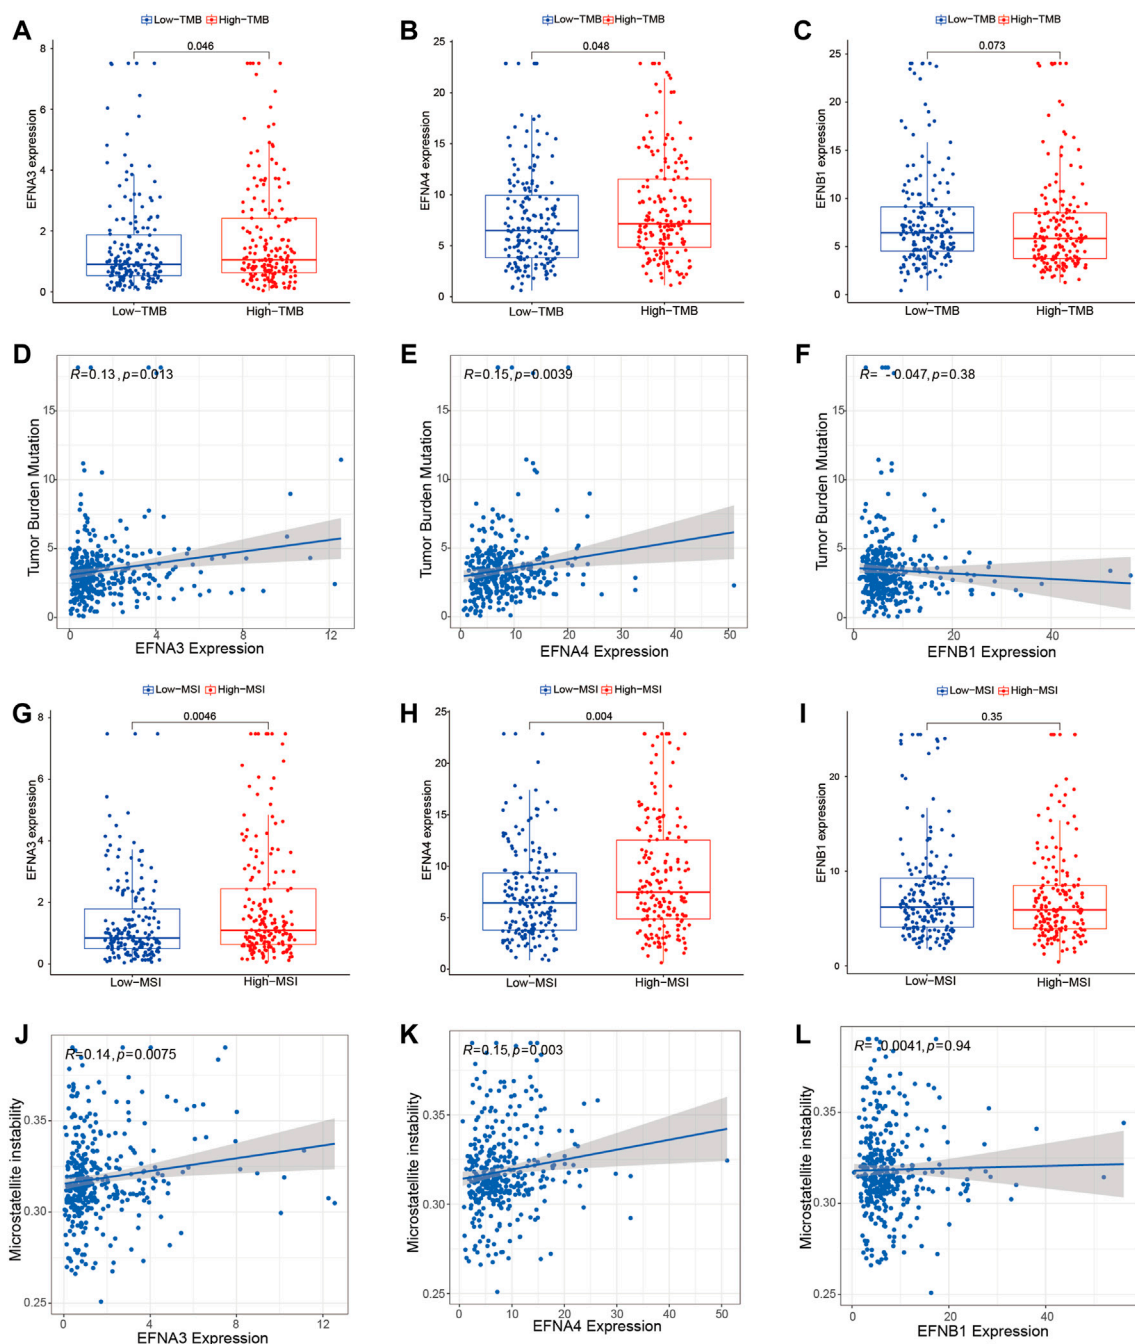 A
Low-TMB High-TMB
0.046
EFNA3 expression
8
6
4
2
0
Low-TMB High-TMB
B
Low-TMB High-TMB
0.048
EFNA4 expression
25
20
15
10
5
0
Low-TMB High-TMB
C
Low-TMB High-TMB
0.073
EFNB1 expression
25
20
15
10
5
0
Low-TMB High-TMB
D
R=0.13, p=0.013
Tumor Burden Mutation
15
10
5
0
0 4 8 12
EFNA3 Expression
E
R=0.15, p=0.0039
Tumor Burden Mutation
15
10
5
0
0 10 20 30 40 50
EFNA4 Expression
F
R= -0.047, p=0.38
Tumor Burden Mutation
15
10
5
0
0 20 40
EFNB1 Expression
G
Low-MSI High-MSI
0.0046
EFNA3 expression
8
6
4
2
0
Low-MSI High-MSI
H
Low-MSI High-MSI
0.004
EFNA4 expression
25
20
15
10
5
0
Low-MSI High-MSI
I
Low-MSI High-MSI
0.35
EFNB1 expression
20
10
0
Low-MSI High-MSI
J
R=0.14, p=0.0075
Microstatellite instability
0.35
0.30
0.25
0 4 8 12
EFNA3 Expression
K
R=0.15, p=0.003
Microstatellite instability
0.35
0.30
0.25
0 10 20 30 40 50
EFNA4 Expression
L
R= 0.0041, p=0.94
Microstatellite instability
0.35
0.30
0.25
0 20 40
EFNB1 Expression